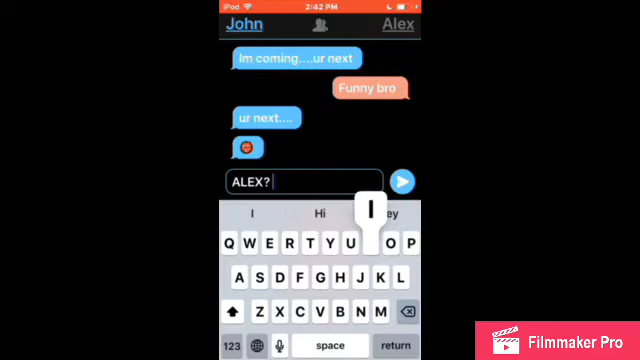 iPod 2:42 PM
John Alex
Im coming....ur next
Funny bro
ur next....
ALEX?
I Hi ey
I
Q W E R T Y U O P
A S D F G H J K L
Z X C V B N M
123 space return
Filmmaker Pro